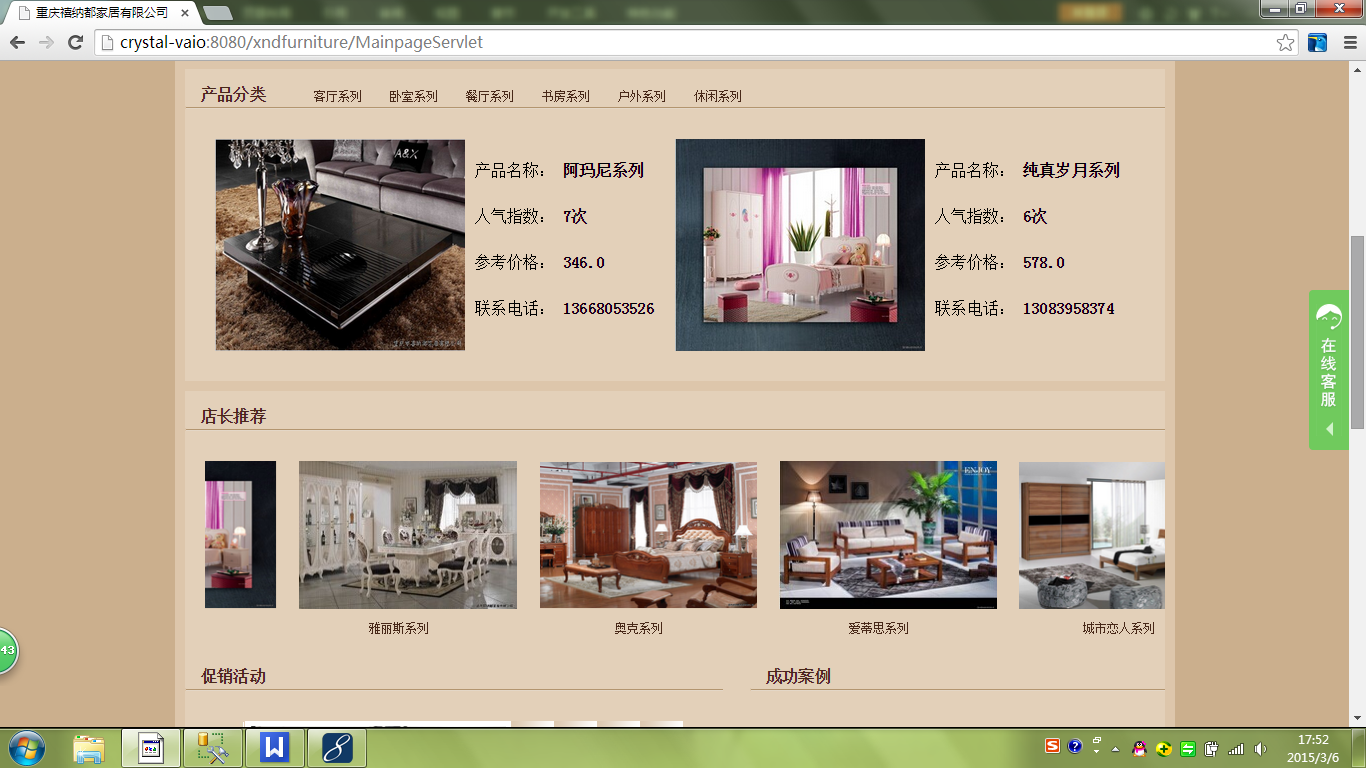 重庆禧纳都家居有限公司
crystal-vaio:8080/xndfurniture/MainpageServlet
产品分类 客厅系列 卧室系列 餐厅系列 书房系列 户外系列 休闲系列
A&X
产品名称： 阿玛尼系列
人气指数： 7次
参考价格： 346.0
联系电话： 13668053526
产品名称： 纯真岁月系列
人气指数： 6次
参考价格： 578.0
联系电话： 13083958374
在线客服
店长推荐
ENJOY
雅丽斯系列
奥克系列
爱蒂思系列
城市恋人系列
43
促销活动
成功案例
17:52
2015/3/6